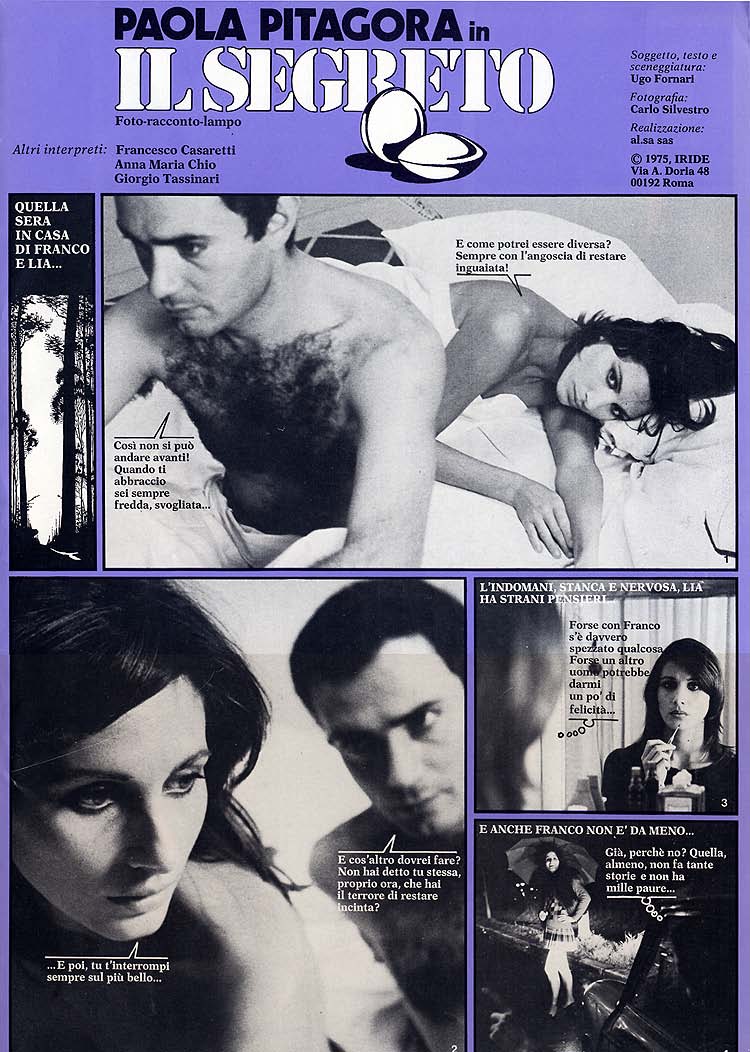 PAOLA PITAGORA in
IL SEGRETO
Foto-racconto-lampo
Altri interpreti: Francesco Casaretti
Anna Maria Chio
Giorgio Tassinari
Soggetto, testo e
sceneggiatura:
Ugo Fornari
Fotografia:
Carlo Silvestro
Realizzazione:
al.sa sas
© 1975, IRIDE
Via A. Doria 48
00192 Roma
QUELLA
SERA
IN CASA
DI FRANCO
E LIA...
Così non si può
andare avanti!
Quando ti
abbraccio
sei sempre
fredda, svogliata...
E come potrei essere diversa?
Sempre con l'angoscia di restare
inguaiata!
1
...E poi, tu t'interrompi
sempre sul più bello...
E cos'altro dovrei fare?
Non hai detto tu stessa,
proprio ora, che hai
il terrore di restare
incinta?
2
L'INDOMANI, STANCA E NERVOSA, LIA
HA STRANI PENSIERI...
Forse con Franco
s'è davvero
spezzato qualcosa
Forse un altro
uomo potrebbe
darmi
un po' di
felicità...
3
E ANCHE FRANCO NON E' DA MENO...
Già, perchè no? Quella,
almeno, non fa tante
storie e non ha
mille paure...